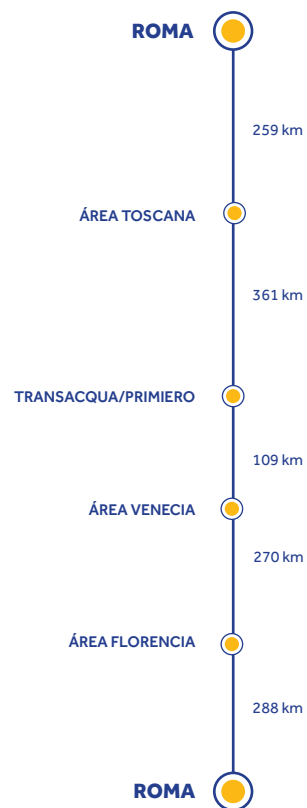 ROMA
259 km
ÁREA TOSCANA
361 km
TRANSACQUA/PRIMIERO
109 km
ÁREA VENECIA
270 km
ÁREA FLORENCIA
288 km
ROMA